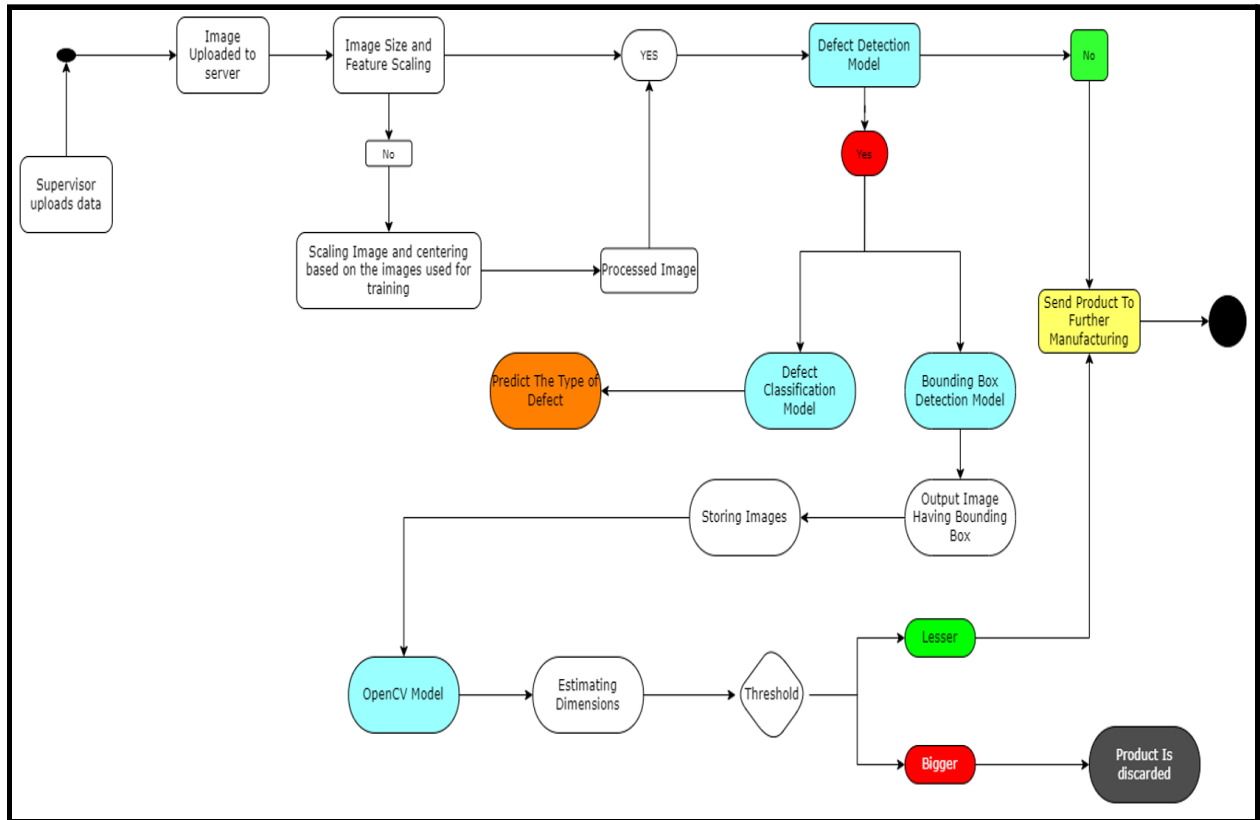 Image
Uploaded to
server
Image Size and
Feature Scaling
YES
Defect Detection
Model
No
Supervisor
uploads data
No
Yes
Scaling Image and centering
based on the images used for
training
Processed Image
Send Product To
Further
Manufacturing
Predict The Type of
Defect
Defect
Classification
Model
Bounding Box
Detection Model
Storing Images
Output Image
Having Bounding
Box
Lesser
OpenCV Model
Estimating
Dimensions
Threshold
Bigger
Product Is
discarded